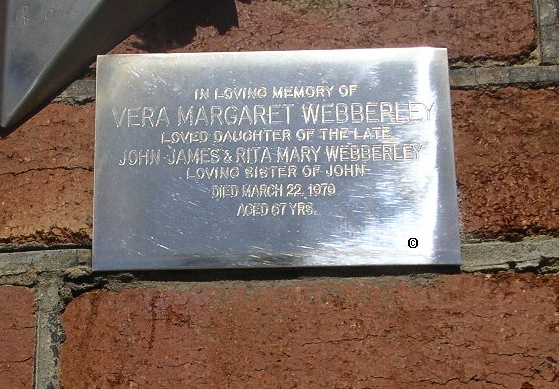 IN LOVING MEMORY OF
VERA MARGARET WEBBERLEY
LOVED DAUGHTER OF THE LATE
JOHN JAMES & RITA MARY WEBBERLEY
LOVING SISTER OF JOHN
DIED MARCH 22, 1979
AGED 67 YRS.
©